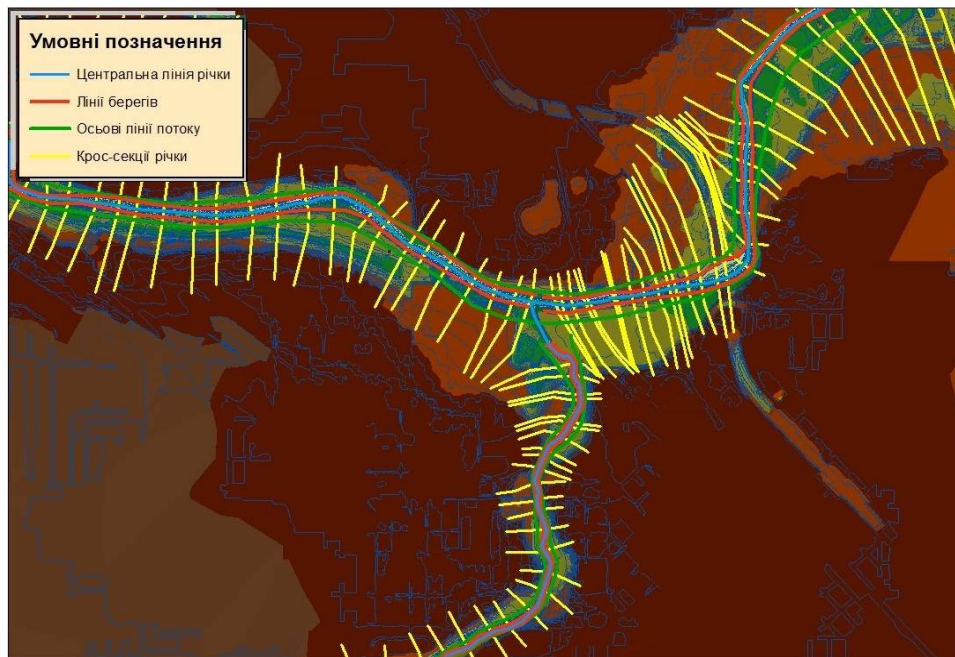 Умовні позначення
Центральна лінія річки
Лінії берегів
Осьові лінії потоку
Крос-секції річки